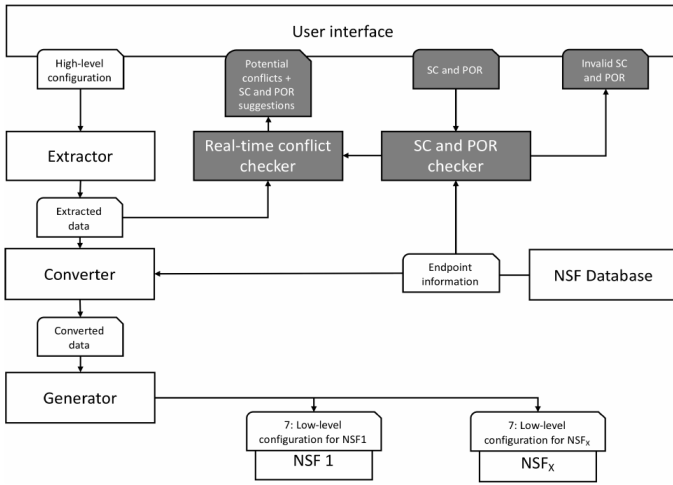 User interface
High-level
configuration
Potential
conflicts +
SC and POR
suggestions
SC and POR
Invalid SC
and POR
Extractor
Real-time conflict
checker
SC and POR
checker
Extracted
data
Converter
Endpoint
information
NSF Database
Converted
data
Generator
7: Low-level
configuration for NSF1
7: Low-level
configuration for NSFX
NSF 1
NSFX